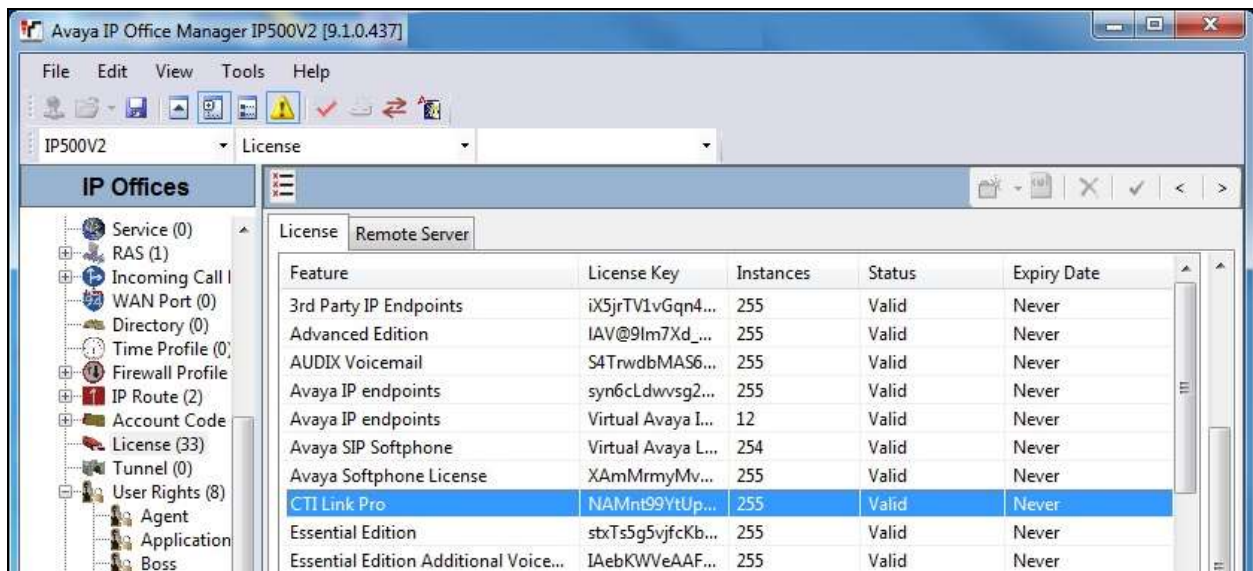 Avaya IP Office Manager IP500V2 [9.1.0.437]
File Edit View Tools Help
IP500V2 License
IP Offices
Service (0)
RAS (1)
Incoming Call
WAN Port (0)
Directory (0)
Time Profile (0)
Firewall Profile
IP Route (2)
Account Code
License (33)
Tunnel (0)
User Rights (8)
Agent
Application
Boss
License Remote Server
Feature License Key Instances Status Expiry Date
3rd Party IP Endpoints iX5jrTV1vGqn4... 255 Valid Never
Advanced Edition IAV@9Im7Xd_... 255 Valid Never
AUDIX Voicemail S4TrwdbMAS6... 255 Valid Never
Avaya IP endpoints syn6cLdwvsg2... 255 Valid Never
Avaya IP endpoints Virtual Avaya I... 12 Valid Never
Avaya SIP Softphone Virtual Avaya L... 254 Valid Never
Avaya Softphone License XAmMrmyMv... 255 Valid Never
CTI Link Pro NAMnt99YtUp... 255 Valid Never
Essential Edition stxTs5g5vjfcKb... 255 Valid Never
Essential Edition Additional Voice... IAebKWVeAAF... 255 Valid Never